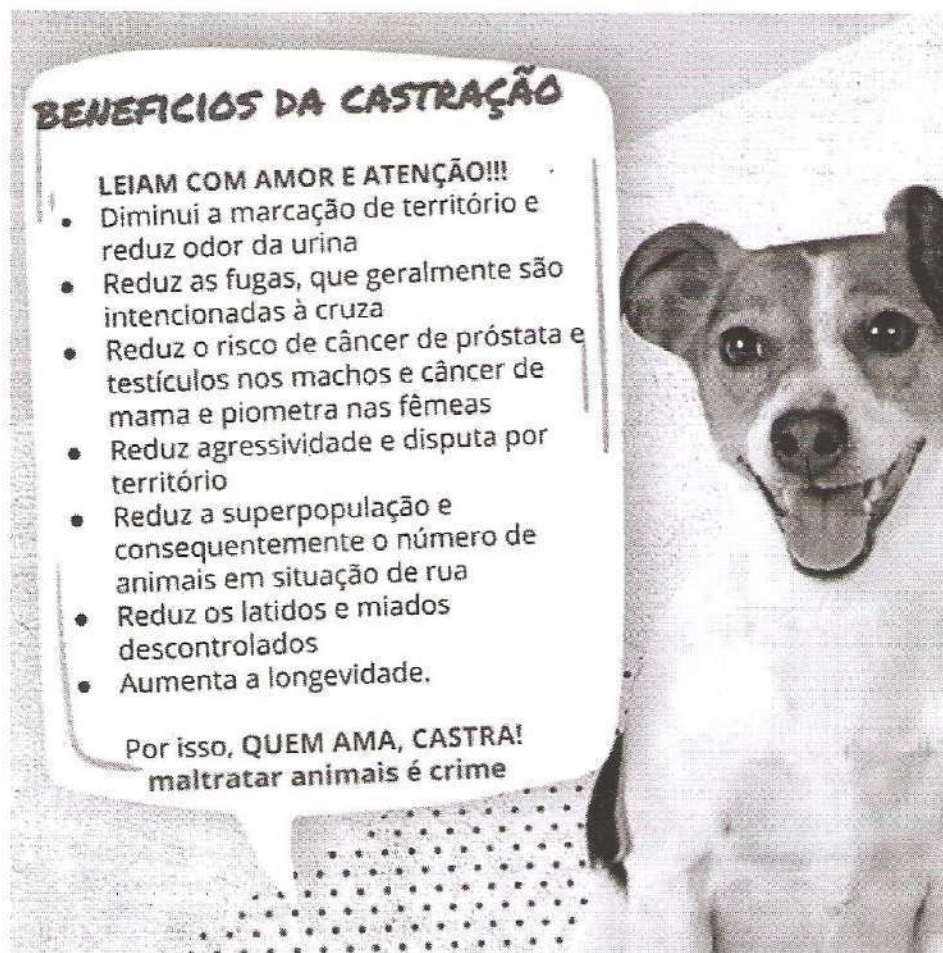 BENEFICIOS DA CASTRAÇÃO
LEIAM COM AMOR E ATENÇÃO!!!
• Diminui a marcação de território e
reduz odor da urina
• Reduz as fugas, que geralmente são
intencionadas à cruza
• Reduz o risco de câncer de próstata e
testículos nos machos e câncer de
mama e piometra nas fêmeas
• Reduz agressividade e disputa por
território
• Reduz a superpopulação e
consequentemente o número de
animais em situação de rua
• Reduz os latidos e miados
descontrolados
• Aumenta a longevidade.
Por isso, QUEM AMA, CASTRA!
maltratar animais é crime